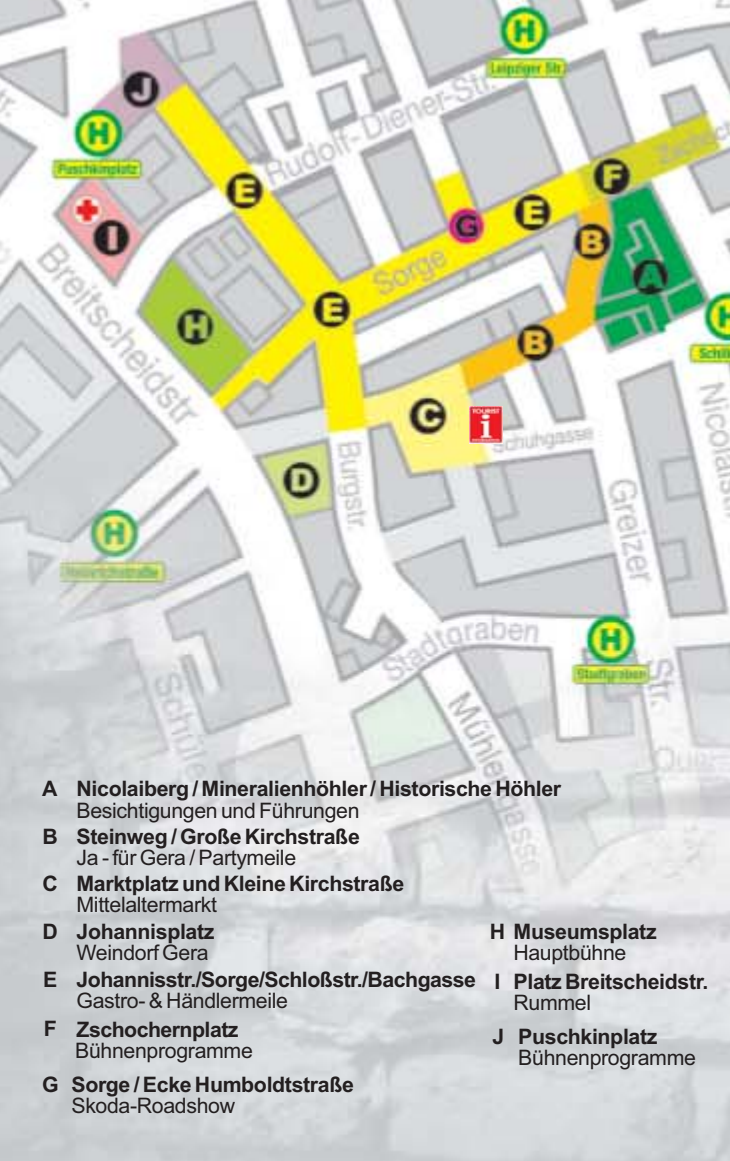 H
Leipziger Str.
J
H
Puschkinplatz
Rudolf-Diener-Str.
F
E
I
E
G
B
Sorge
A
Breitscheidstr
H
E
H
B
C
TOURIST
i
Schuhgasse
D
Burgstr.
H
Greizer
Stadtgraben
H
Stadtgraben
Str.
Mühlengasse
A Nicolaiberg / Mineralienhöhler / Historische Höhler
Besichtigungen und Führungen
B Steinweg / Große Kirchstraße
Ja - für Gera / Partymeile
C Marktplatz und Kleine Kirchstraße
Mittelaltermarkt
D Johannisplatz
Weindorf Gera
E Johannisstr./Sorge/Schloßstr./Bachgasse
Gastro- & Händlermeile
F Zschochernplatz
Bühnenprogramme
G Sorge / Ecke Humboldtstraße
Skoda-Roadshow
H Museumsplatz
Hauptbühne
I Platz Breitscheidstr.
Rummel
J Puschkinplatz
Bühnenprogramme